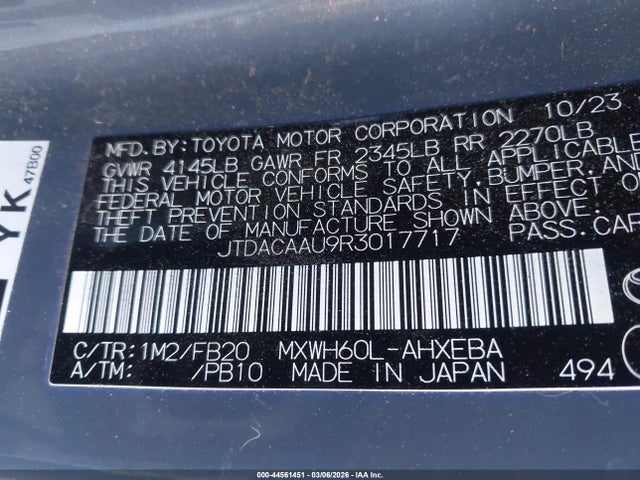 MFD.BY:TOYOTA MOTOR CORPORATION 10/23
GVWR 4145LB GAWR FR 2345LB RR 2270LB
THIS VEHICLE CONFORMS TO ALL APPLICABLE
FEDERAL MOTOR VEHICLE SAFETY,BUMPER,AND
THEFT PREVENTION STANDARDS IN EFFECT O
DATE OF MANUFACTURE SHOWN ABOVE.
JTDACAAU9R3017717 PASS.CAR
C/TR:1M2/FB20 MXWH60L-AHXEBA
A/TM: /PB10 MADE IN JAPAN 494
YK
47B00
000-44561451 | 03/06/2026 | IAA Inc.